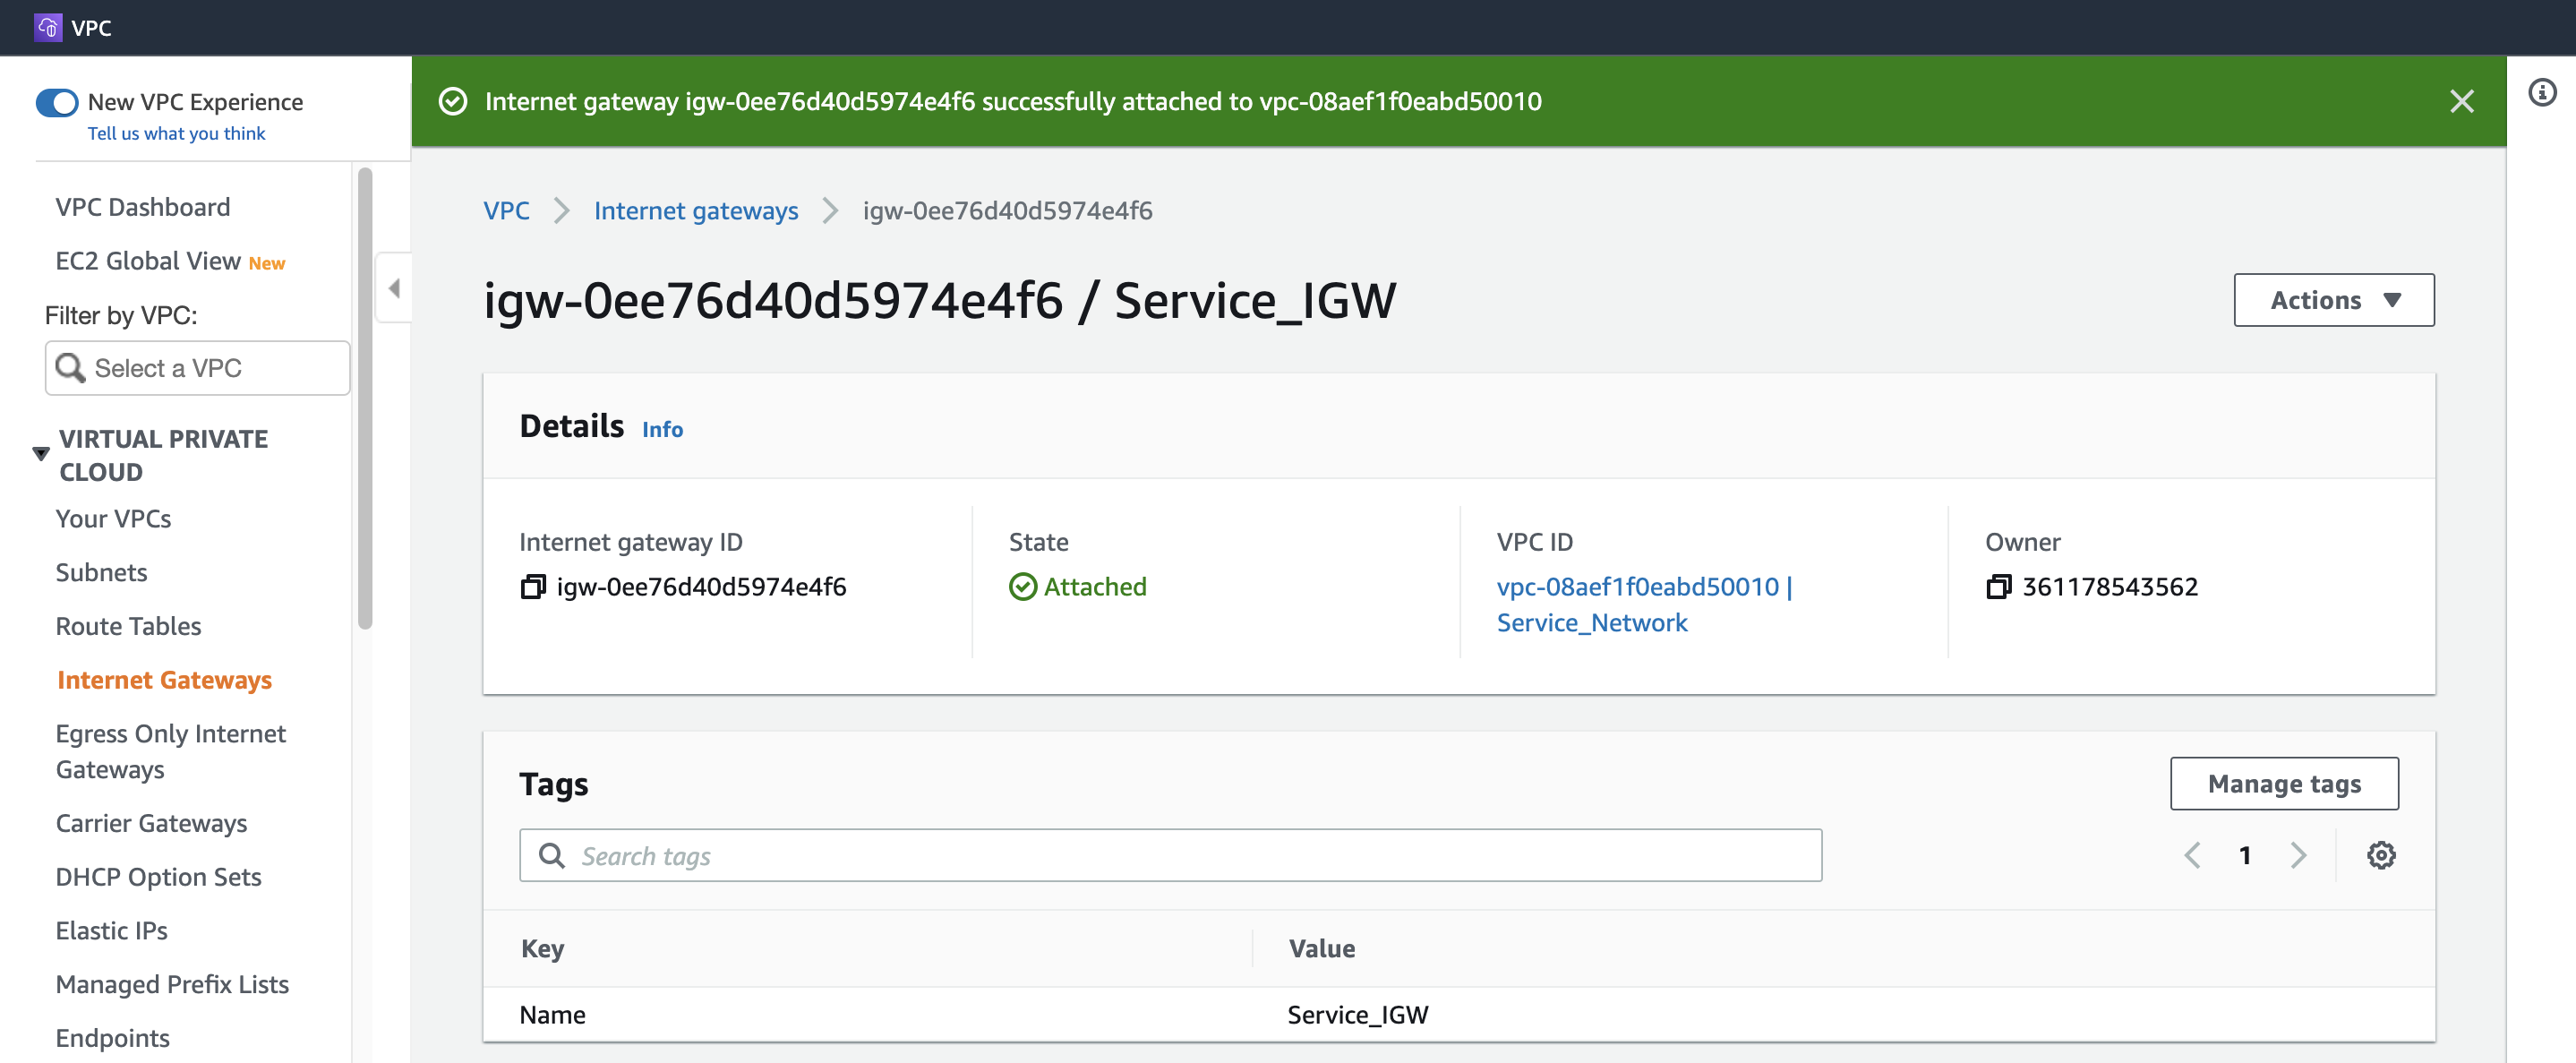 VPC
New VPC Experience
Tell us what you think
Internet gateway igw-0ee76d40d5974e4f6 successfully attached to vpc-08aef1f0eabd50010
VPC Dashboard
EC2 Global View New
Filter by VPC:
Select a VPC
VIRTUAL PRIVATE
CLOUD
Your VPCs
Subnets
Route Tables
Internet Gateways
Egress Only Internet
Gateways
Carrier Gateways
DHCP Option Sets
Elastic IPs
Managed Prefix Lists
Endpoints
VPC > Internet gateways > igw-0ee76d40d5974e4f6
igw-0ee76d40d5974e4f6 / Service_IGW
Actions
Details Info
Internet gateway ID
igw-0ee76d40d5974e4f6
State
Attached
VPC ID
vpc-08aef1f0eabd50010 |
Service_Network
Owner
361178543562
Tags
Manage tags
Search tags
1
Key Value
Name Service_IGW